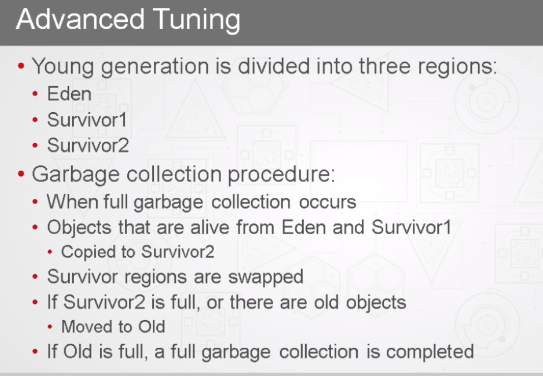 Advanced Tuning
• Young generation is divided into three regions:
• Eden
• Survivor1
• Survivor2
• Garbage collection procedure:
• When full garbage collection occurs
• Objects that are alive from Eden and Survivor1
• Copied to Survivor2
• Survivor regions are swapped
• If Survivor2 is full, or there are old objects
• Moved to Old
• If Old is full, a full garbage collection is completed